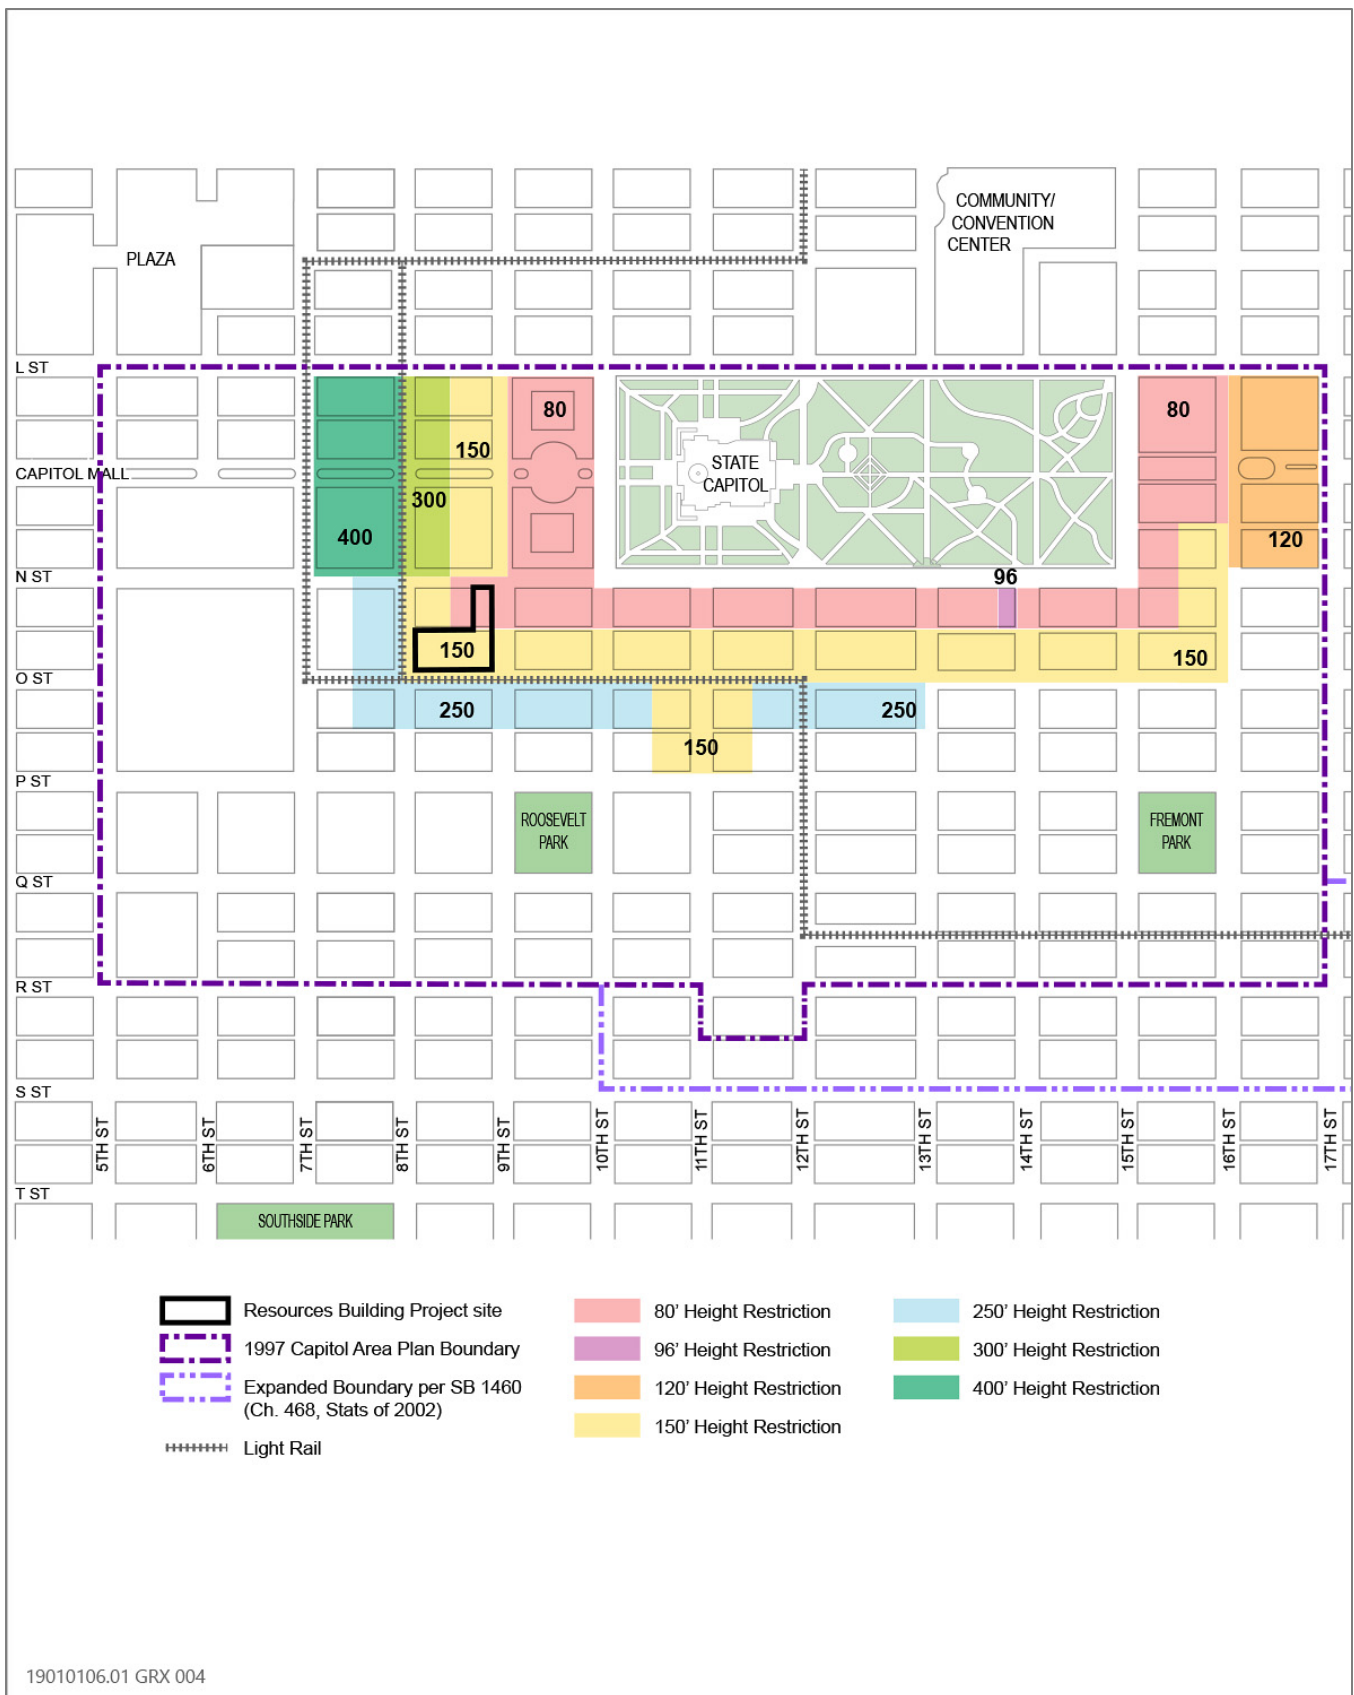 COMMUNITY/
CONVENTION
CENTER
PLAZA
L ST
80
80
150
CAPITOL MALL
STATE
CAPITOL
300
400
120
N ST
96
150
150
O ST
250
250
150
P ST
ROOSEVELT
PARK
FREMONT
PARK
Q ST
R ST
S ST
5TH ST
6TH ST
7TH ST
8TH ST
9TH ST
10TH ST
11TH ST
12TH ST
13TH ST
14TH ST
15TH ST
16TH ST
17TH ST
T ST
SOUTHSIDE PARK
Resources Building Project site
1997 Capitol Area Plan Boundary
Expanded Boundary per SB 1460
(Ch. 468, Stats of 2002)
Light Rail
80' Height Restriction
96' Height Restriction
120' Height Restriction
150' Height Restriction
250' Height Restriction
300' Height Restriction
400' Height Restriction
19010106.01 GRX 004